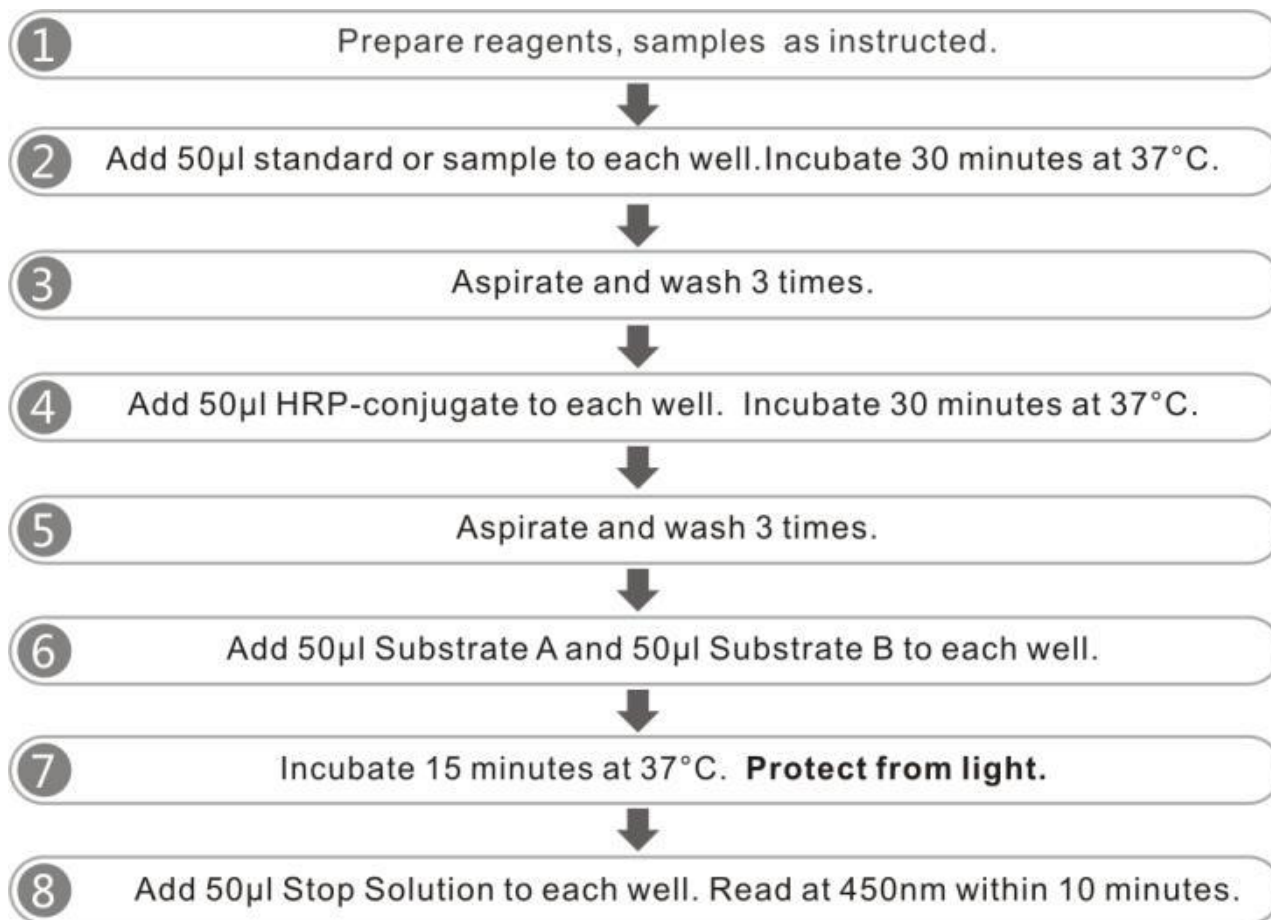 1 Prepare reagents, samples as instructed.
2 Add 50µl standard or sample to each well.Incubate 30 minutes at 37°C.
3 Aspirate and wash 3 times.
4 Add 50µl HRP-conjugate to each well. Incubate 30 minutes at 37°C.
5 Aspirate and wash 3 times.
6 Add 50µl Substrate A and 50µl Substrate B to each well.
7 Incubate 15 minutes at 37°C. Protect from light.
8 Add 50µl Stop Solution to each well. Read at 450nm within 10 minutes.